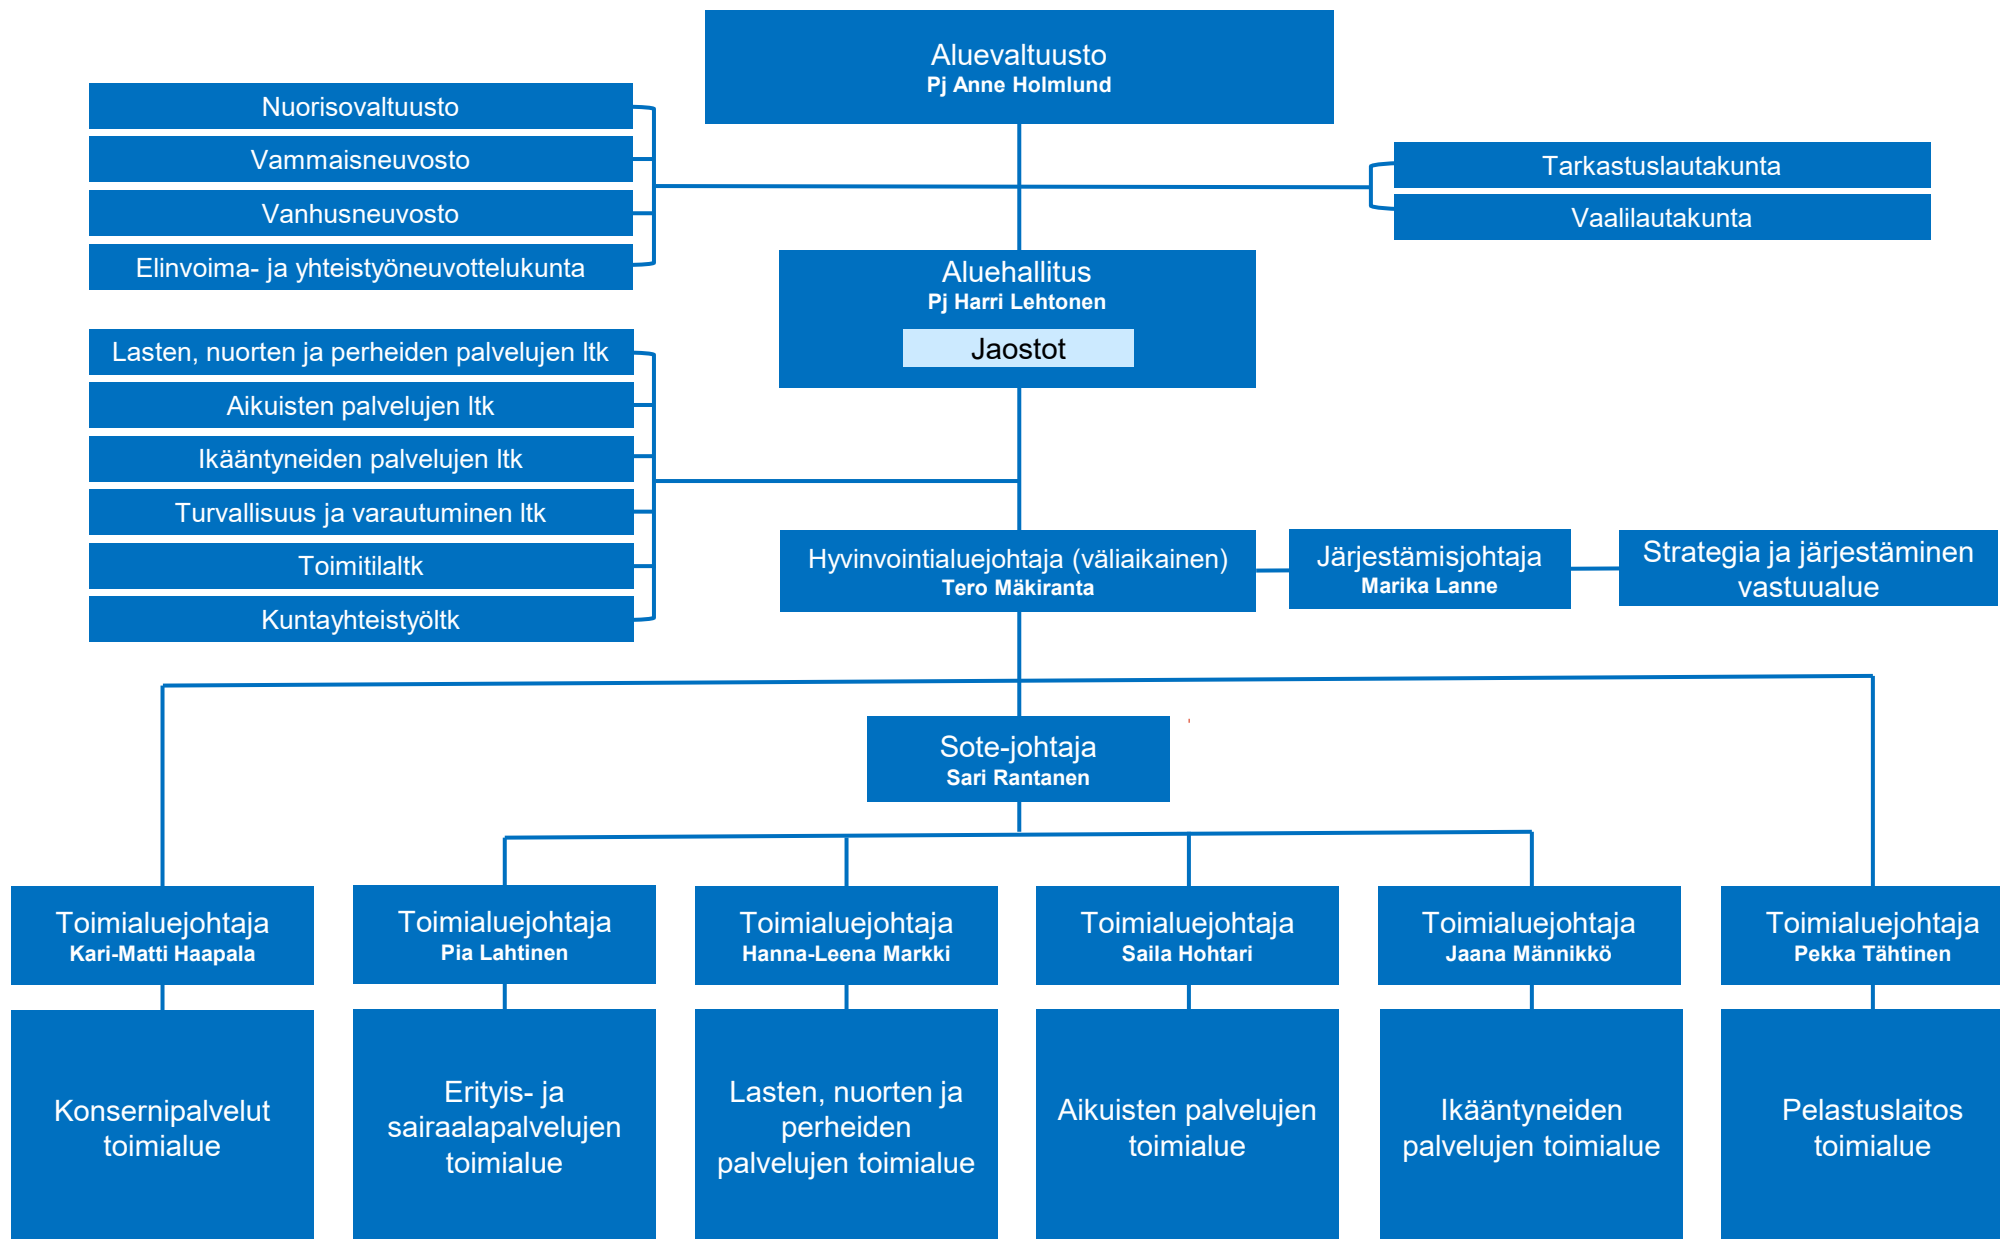 Aluevaltuusto
Pj Anne Holmlund
Nuorisovaltuusto
Vammaisneuvosto
Vanhusneuvosto
Elinvoima- ja yhteistyöneuvottelukunta
Tarkastuslautakunta
Vaalilautakunta
Aluehallitus
Pj Harri Lehtonen
Jaostot
Lasten, nuorten ja perheiden palvelujen ltk
Aikuisten palvelujen ltk
Ikääntyneiden palvelujen ltk
Turvallisuus ja varautuminen ltk
Toimitilaltk
Kuntayhteistyöltk
Hyvinvointialuejohtaja (väliaikainen)
Tero Mäkiranta
Järjestämisjohtaja
Marika Lanne
Strategia ja järjestäminen
vastuualue
Sote-johtaja
Sari Rantanen
Toimialuejohtaja
Kari-Matti Haapala
Toimialuejohtaja
Pia Lahtinen
Toimialuejohtaja
Hanna-Leena Markki
Toimialuejohtaja
Saila Hohtari
Toimialuejohtaja
Jaana Männikkö
Toimialuejohtaja
Pekka Tähtinen
Konsernipalvelut
toimialue
Erityis- ja
sairaalapalvelujen
toimialue
Lasten, nuorten ja
perheiden
palvelujen toimialue
Aikuisten palvelujen
toimialue
Ikääntyneiden
palvelujen toimialue
Pelastuslaitos
toimialue